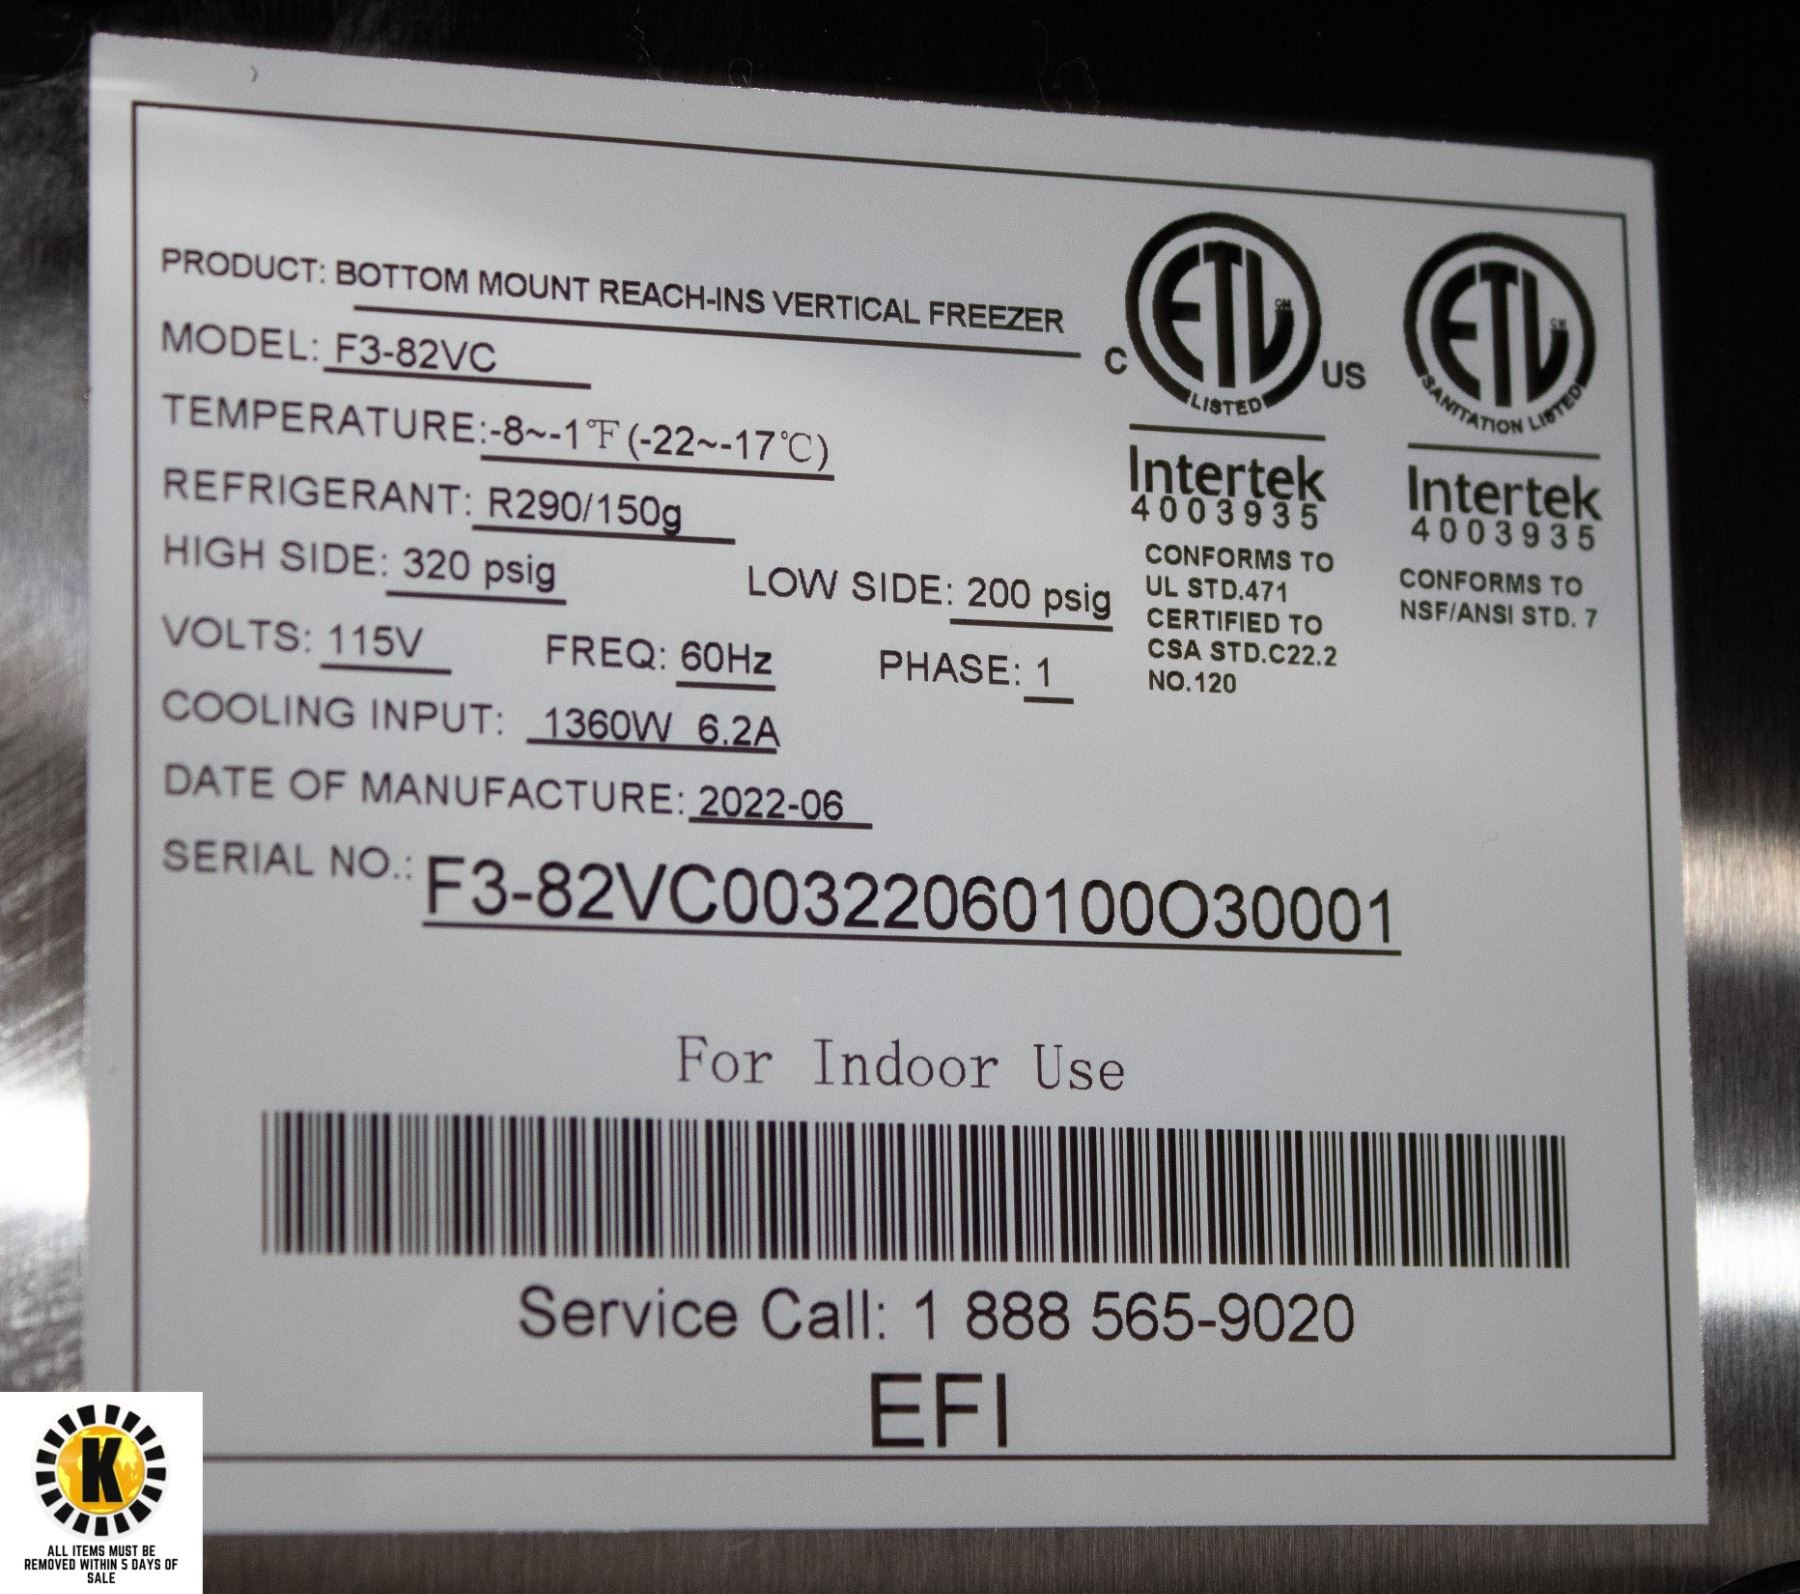 PRODUCT: BOTTOM MOUNT REACH-INS VERTICAL FREEZER
MODEL: F3-82VC
TEMPERATURE:-8~-1℉(-22~-17℃)
REFRIGERANT: R290/150g
HIGH SIDE: 320 psig LOW SIDE: 200 psig
VOLTS: 115V FREQ: 60Hz PHASE: 1
COOLING INPUT: 1360W 6.2A
DATE OF MANUFACTURE: 2022-06
SERIAL NO.: F3-82VC00322060100O30001
C ETL US
LISTED
Intertek
4003935
CONFORMS TO
UL STD.471
CERTIFIED TO
CSA STD.C22.2
NO.120
ETL
SANITATION LISTED
Intertek
4003935
CONFORMS TO
NSF/ANSI STD. 7
For Indoor Use
Service Call: 1 888 565-9020
EFI
K
ALL ITEMS MUST BE
REMOVED WITHIN 5 DAYS OF
SALE